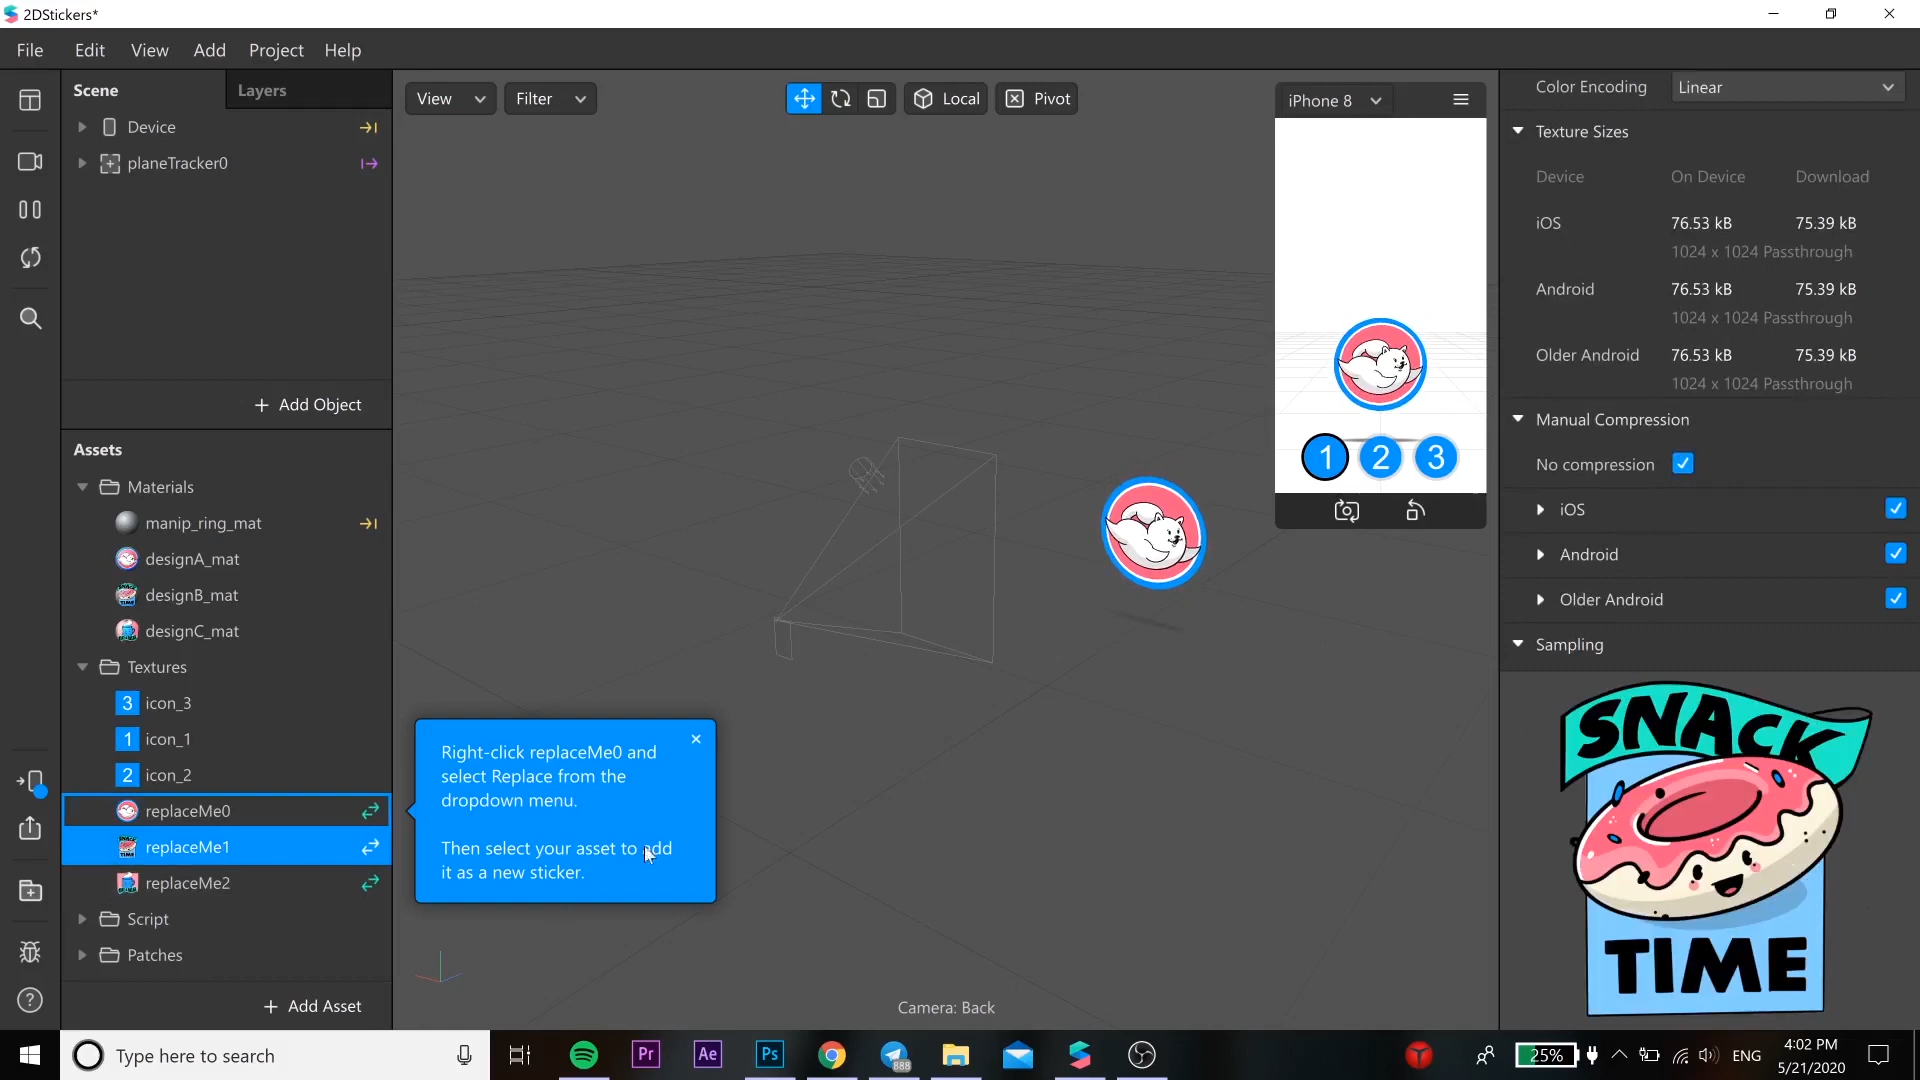 2DStickers*
File Edit View Add Project Help
Scene
Layers
Device
planeTracker0
+ Add Object
Assets
Materials
manip_ring_mat
designA_mat
designB_mat
designC_mat
Textures
3 icon_3
1 icon_1
2 icon_2
replaceMe0
replaceMe1
replaceMe2
Script
Patches
+ Add Asset
View
Filter
Local
Pivot
Right-click replaceMe0 and
select Replace from the
dropdown menu.
Then select your asset to add
it as a new sticker.
Camera: Back
iPhone 8
1 2 3
Color Encoding Linear
Texture Sizes
Device On Device Download
iOS 76.53 kB 75.39 kB
1024 x 1024 Passthrough
Android 76.53 kB 75.39 kB
1024 x 1024 Passthrough
Older Android 76.53 kB 75.39 kB
1024 x 1024 Passthrough
Manual Compression
No compression
iOS
Android
Older Android
Sampling
SNACK
TIME
Type here to search
Pr
Ae
Ps
888
25%
ENG
4:02 PM
5/21/2020